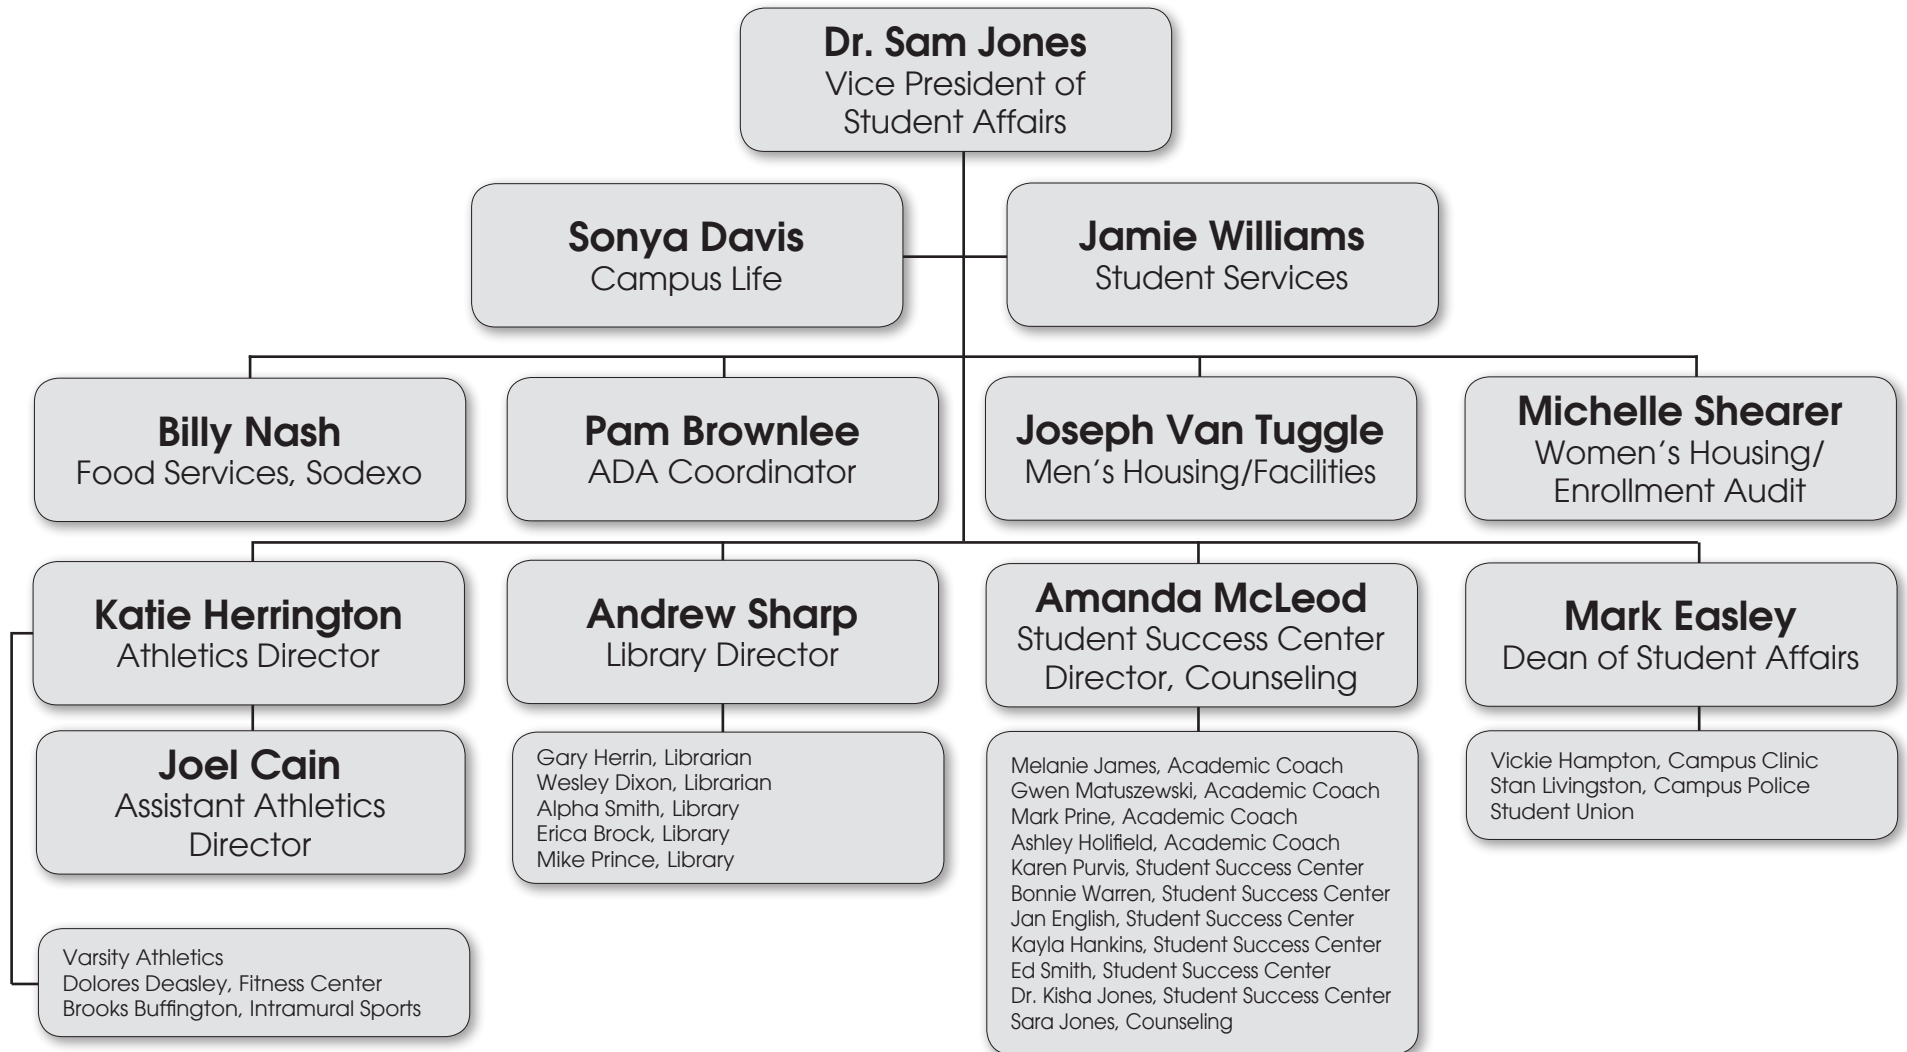 Dr. Sam Jones
Vice President of
Student Affairs
Sonya Davis
Campus Life
Jamie Williams
Student Services
Billy Nash
Food Services, Sodexo
Pam Brownlee
ADA Coordinator
Joseph Van Tuggle
Men's Housing/Facilities
Michelle Shearer
Women's Housing/
Enrollment Audit
Katie Herrington
Athletics Director
Andrew Sharp
Library Director
Amanda McLeod
Student Success Center
Director, Counseling
Mark Easley
Dean of Student Affairs
Joel Cain
Assistant Athletics
Director
Gary Herrin, Librarian
Wesley Dixon, Librarian
Alpha Smith, Library
Erica Brock, Library
Mike Prince, Library
Melanie James, Academic Coach
Gwen Matuszewski, Academic Coach
Mark Prine, Academic Coach
Ashley Holifield, Academic Coach
Karen Purvis, Student Success Center
Bonnie Warren, Student Success Center
Jan English, Student Success Center
Kayla Hankins, Student Success Center
Ed Smith, Student Success Center
Dr. Kisha Jones, Student Success Center
Sara Jones, Counseling
Vickie Hampton, Campus Clinic
Stan Livingston, Campus Police
Student Union
Varsity Athletics
Dolores Deasley, Fitness Center
Brooks Buffington, Intramural Sports